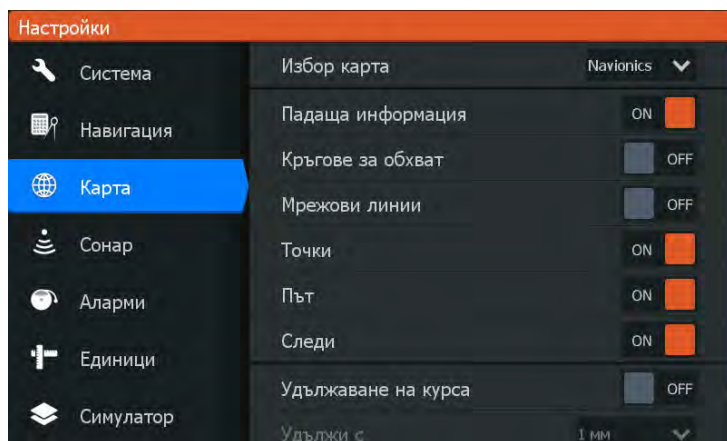 Настройки
Система
Навигация
Карта
Сонар
Аларми
Единици
Симулатор
Избор карта Navionics
Падаща информация ON
Кръгове за обхват OFF
Мрежови линии OFF
Точки ON
Път ON
Следи ON
Удължаване на курса OFF
Удължи с 1 мм